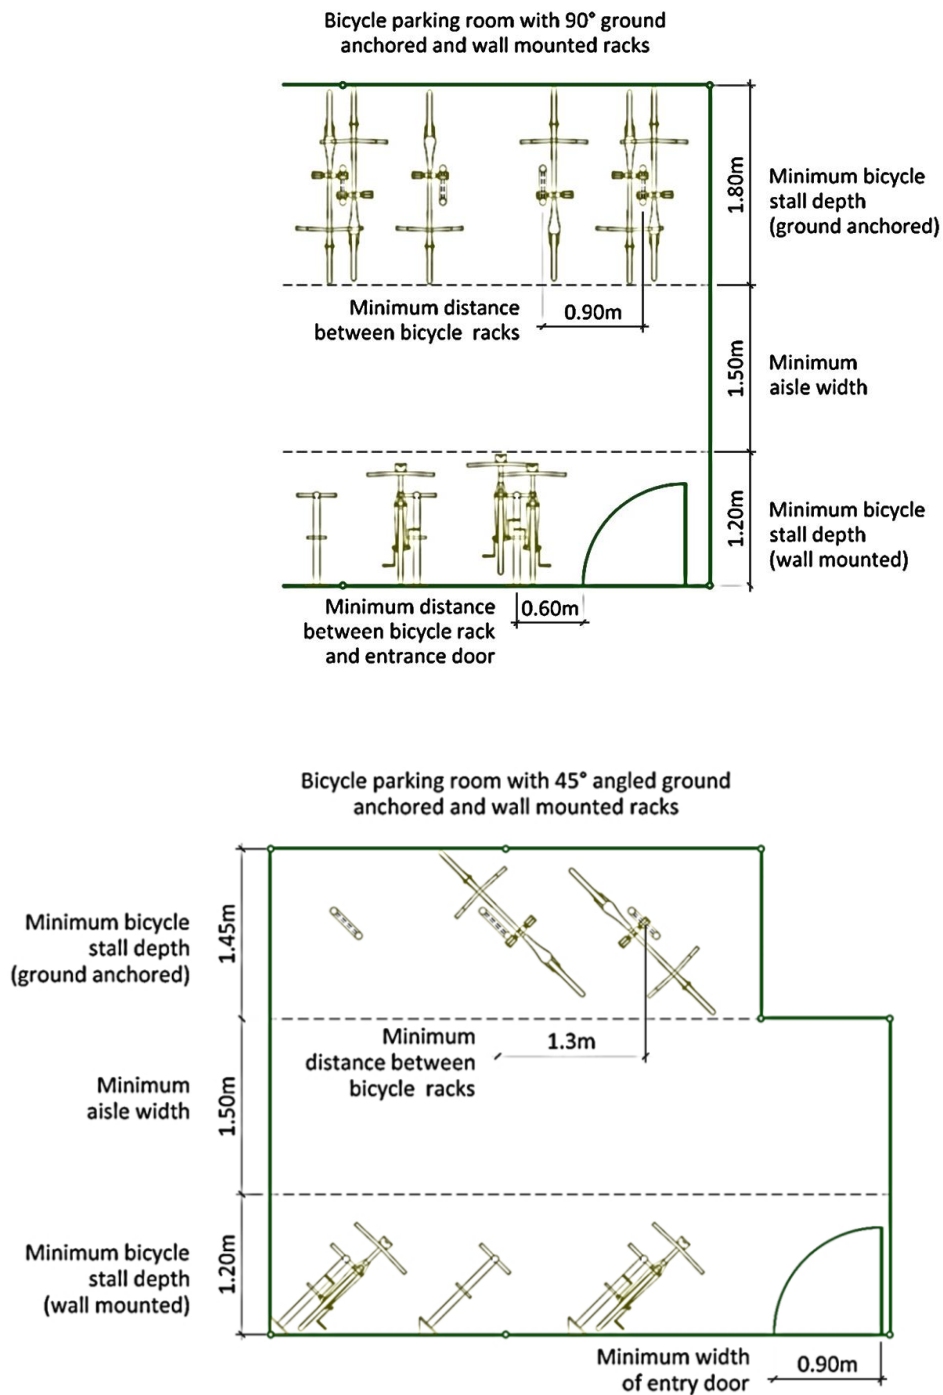 Bicycle parking room with 90° ground
anchored and wall mounted racks
1.80m
Minimum bicycle
stall depth
(ground anchored)
Minimum distance
between bicycle racks
0.90m
1.50m
Minimum
aisle width
1.20m
Minimum bicycle
stall depth
(wall mounted)
Minimum distance
between bicycle rack
and entrance door
0.60m
Bicycle parking room with 45° angled ground
anchored and wall mounted racks
Minimum bicycle
stall depth
(ground anchored)
1.45m
Minimum
distance between
bicycle racks
1.3m
Minimum
aisle width
1.50m
Minimum bicycle
stall depth
(wall mounted)
1.20m
Minimum width
of entry door
0.90m